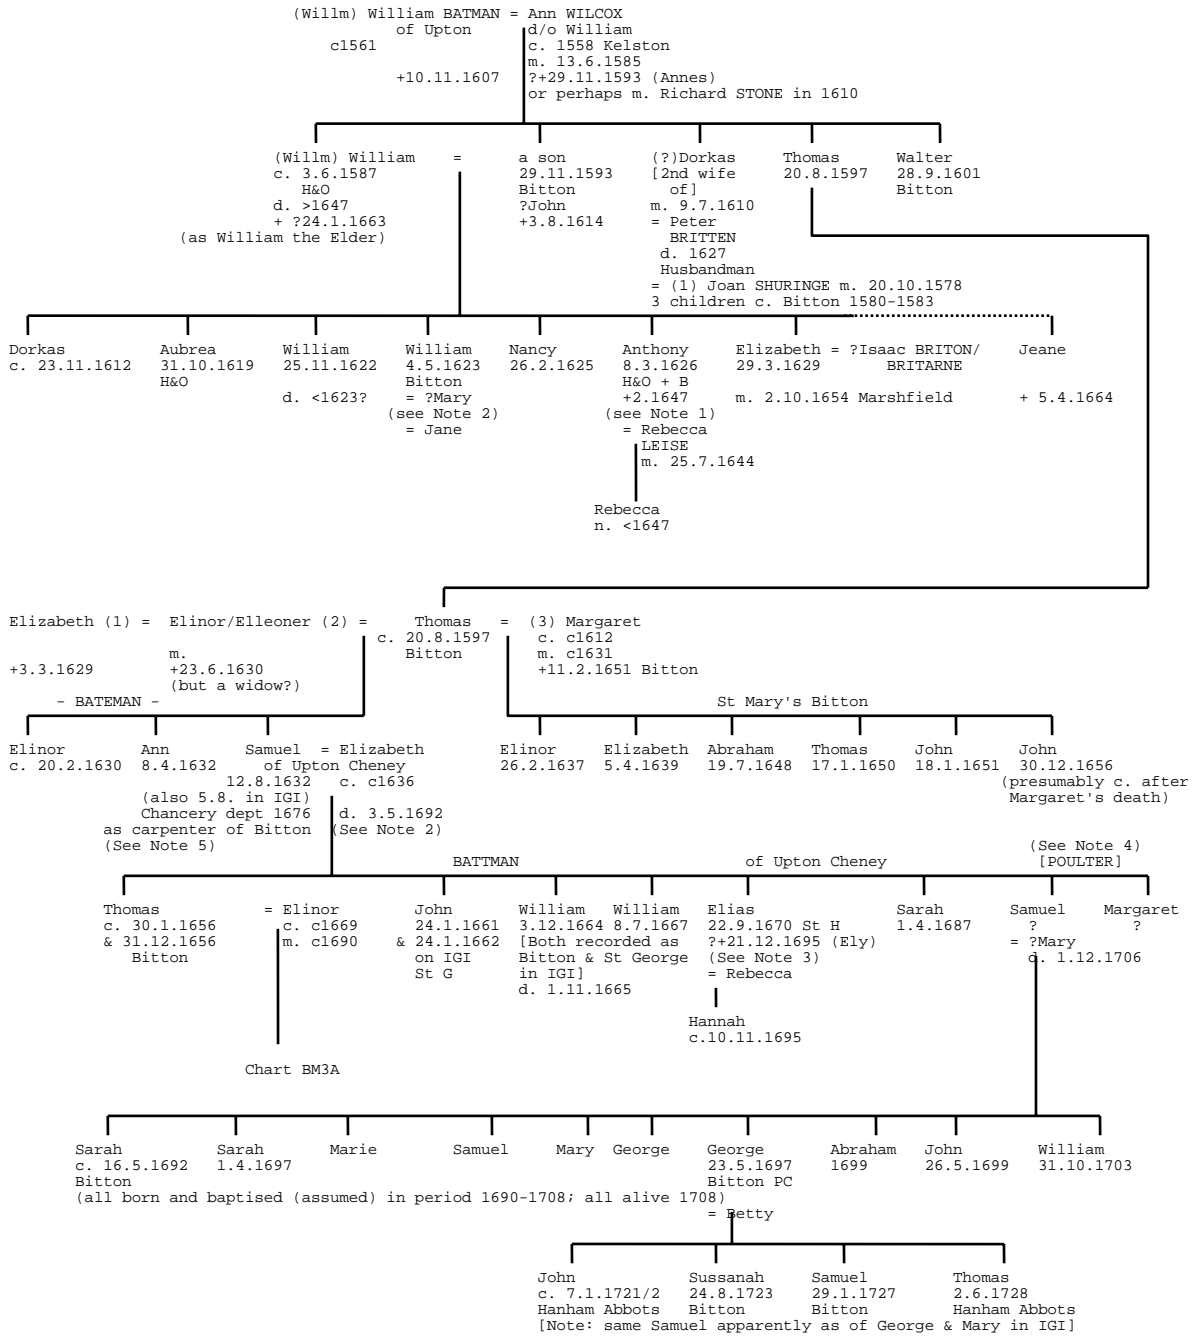 (Willm) William BATMAN = Ann WILCOX
of Upton d/o William
c1561 c. 1558 Kelston
m. 13.6.1585
+10.11.1607 ?+29.11.1593 (Annes)
or perhaps m. Richard STONE in 1610
(Willm) William = a son (?)Dorkas Thomas Walter
c. 3.6.1587 29.11.1593 [2nd wife 20.8.1597 28.9.1601
H&O Bitton of] Bitton
d. >1647 ?John m. 9.7.1610
+ ?24.1.1663 +3.8.1614 = Peter
(as William the Elder) BRITTEN
d. 1627
Husbandman
= (1) Joan SHURINGE m. 20.10.1578
3 children c. Bitton 1580-1583
Dorkas Aubrea William William Nancy Anthony Elizabeth = ?Isaac BRITON/ Jeane
c. 23.11.1612 31.10.1619 25.11.1622 4.5.1623 26.2.1625 8.3.1626 29.3.1629 BRITARNE
H&O Bitton H&O + B
d. <1623? = ?Mary +2.1647 m. 2.10.1654 Marshfield + 5.4.1664
(see Note 2) (see Note 1)
= Jane = Rebecca
LEISE
m. 25.7.1644
Rebecca
n. <1647
Elizabeth (1) = Elinor/Elleoner (2) = Thomas = (3) Margaret
c. 20.8.1597 c. c1612
m. Bitton m. c1631
+3.3.1629 +23.6.1630 +11.2.1651 Bitton
(but a widow?)
- BATEMAN - St Mary's Bitton
Elinor Ann Samuel = Elizabeth Elinor Elizabeth Abraham Thomas John John
c. 20.2.1630 8.4.1632 of Upton Cheney 26.2.1637 5.4.1639 19.7.1648 17.1.1650 18.1.1651 30.12.1656
12.8.1632 c. c1636 (presumably c. after
(also 5.8. in IGI) Margaret's death)
Chancery dept 1676 d. 3.5.1692
as carpenter of Bitton (See Note 2)
(See Note 5) (See Note 4)
BATTMAN of Upton Cheney [POULTER]
Thomas = Elinor John William William Elias Sarah Samuel Margaret
c. 30.1.1656 c. c1669 24.1.1661 3.12.1664 8.7.1667 22.9.1670 St H 1.4.1687 ? ?
& 31.12.1656 m. c1690 & 24.1.1662 [Both recorded as ?+21.12.1695 (Ely) = ?Mary
Bitton on IGI Bitton & St George (See Note 3) d. 1.12.1706
St G in IGI] = Rebecca
d. 1.11.1665
Hannah
c.10.11.1695
Chart BM3A
Sarah Sarah Marie Samuel Mary George George Abraham John William
c. 16.5.1692 1.4.1697 23.5.1697 1699 26.5.1699 31.10.1703
Bitton Bitton PC
(all born and baptised (assumed) in period 1690-1708; all alive 1708)
= Betty
John Sussanah Samuel Thomas
c. 7.1.1721/2 24.8.1723 29.1.1727 2.6.1728
Hanham Abbots Bitton Bitton Hanham Abbots
[Note: same Samuel apparently as of George & Mary in IGI]